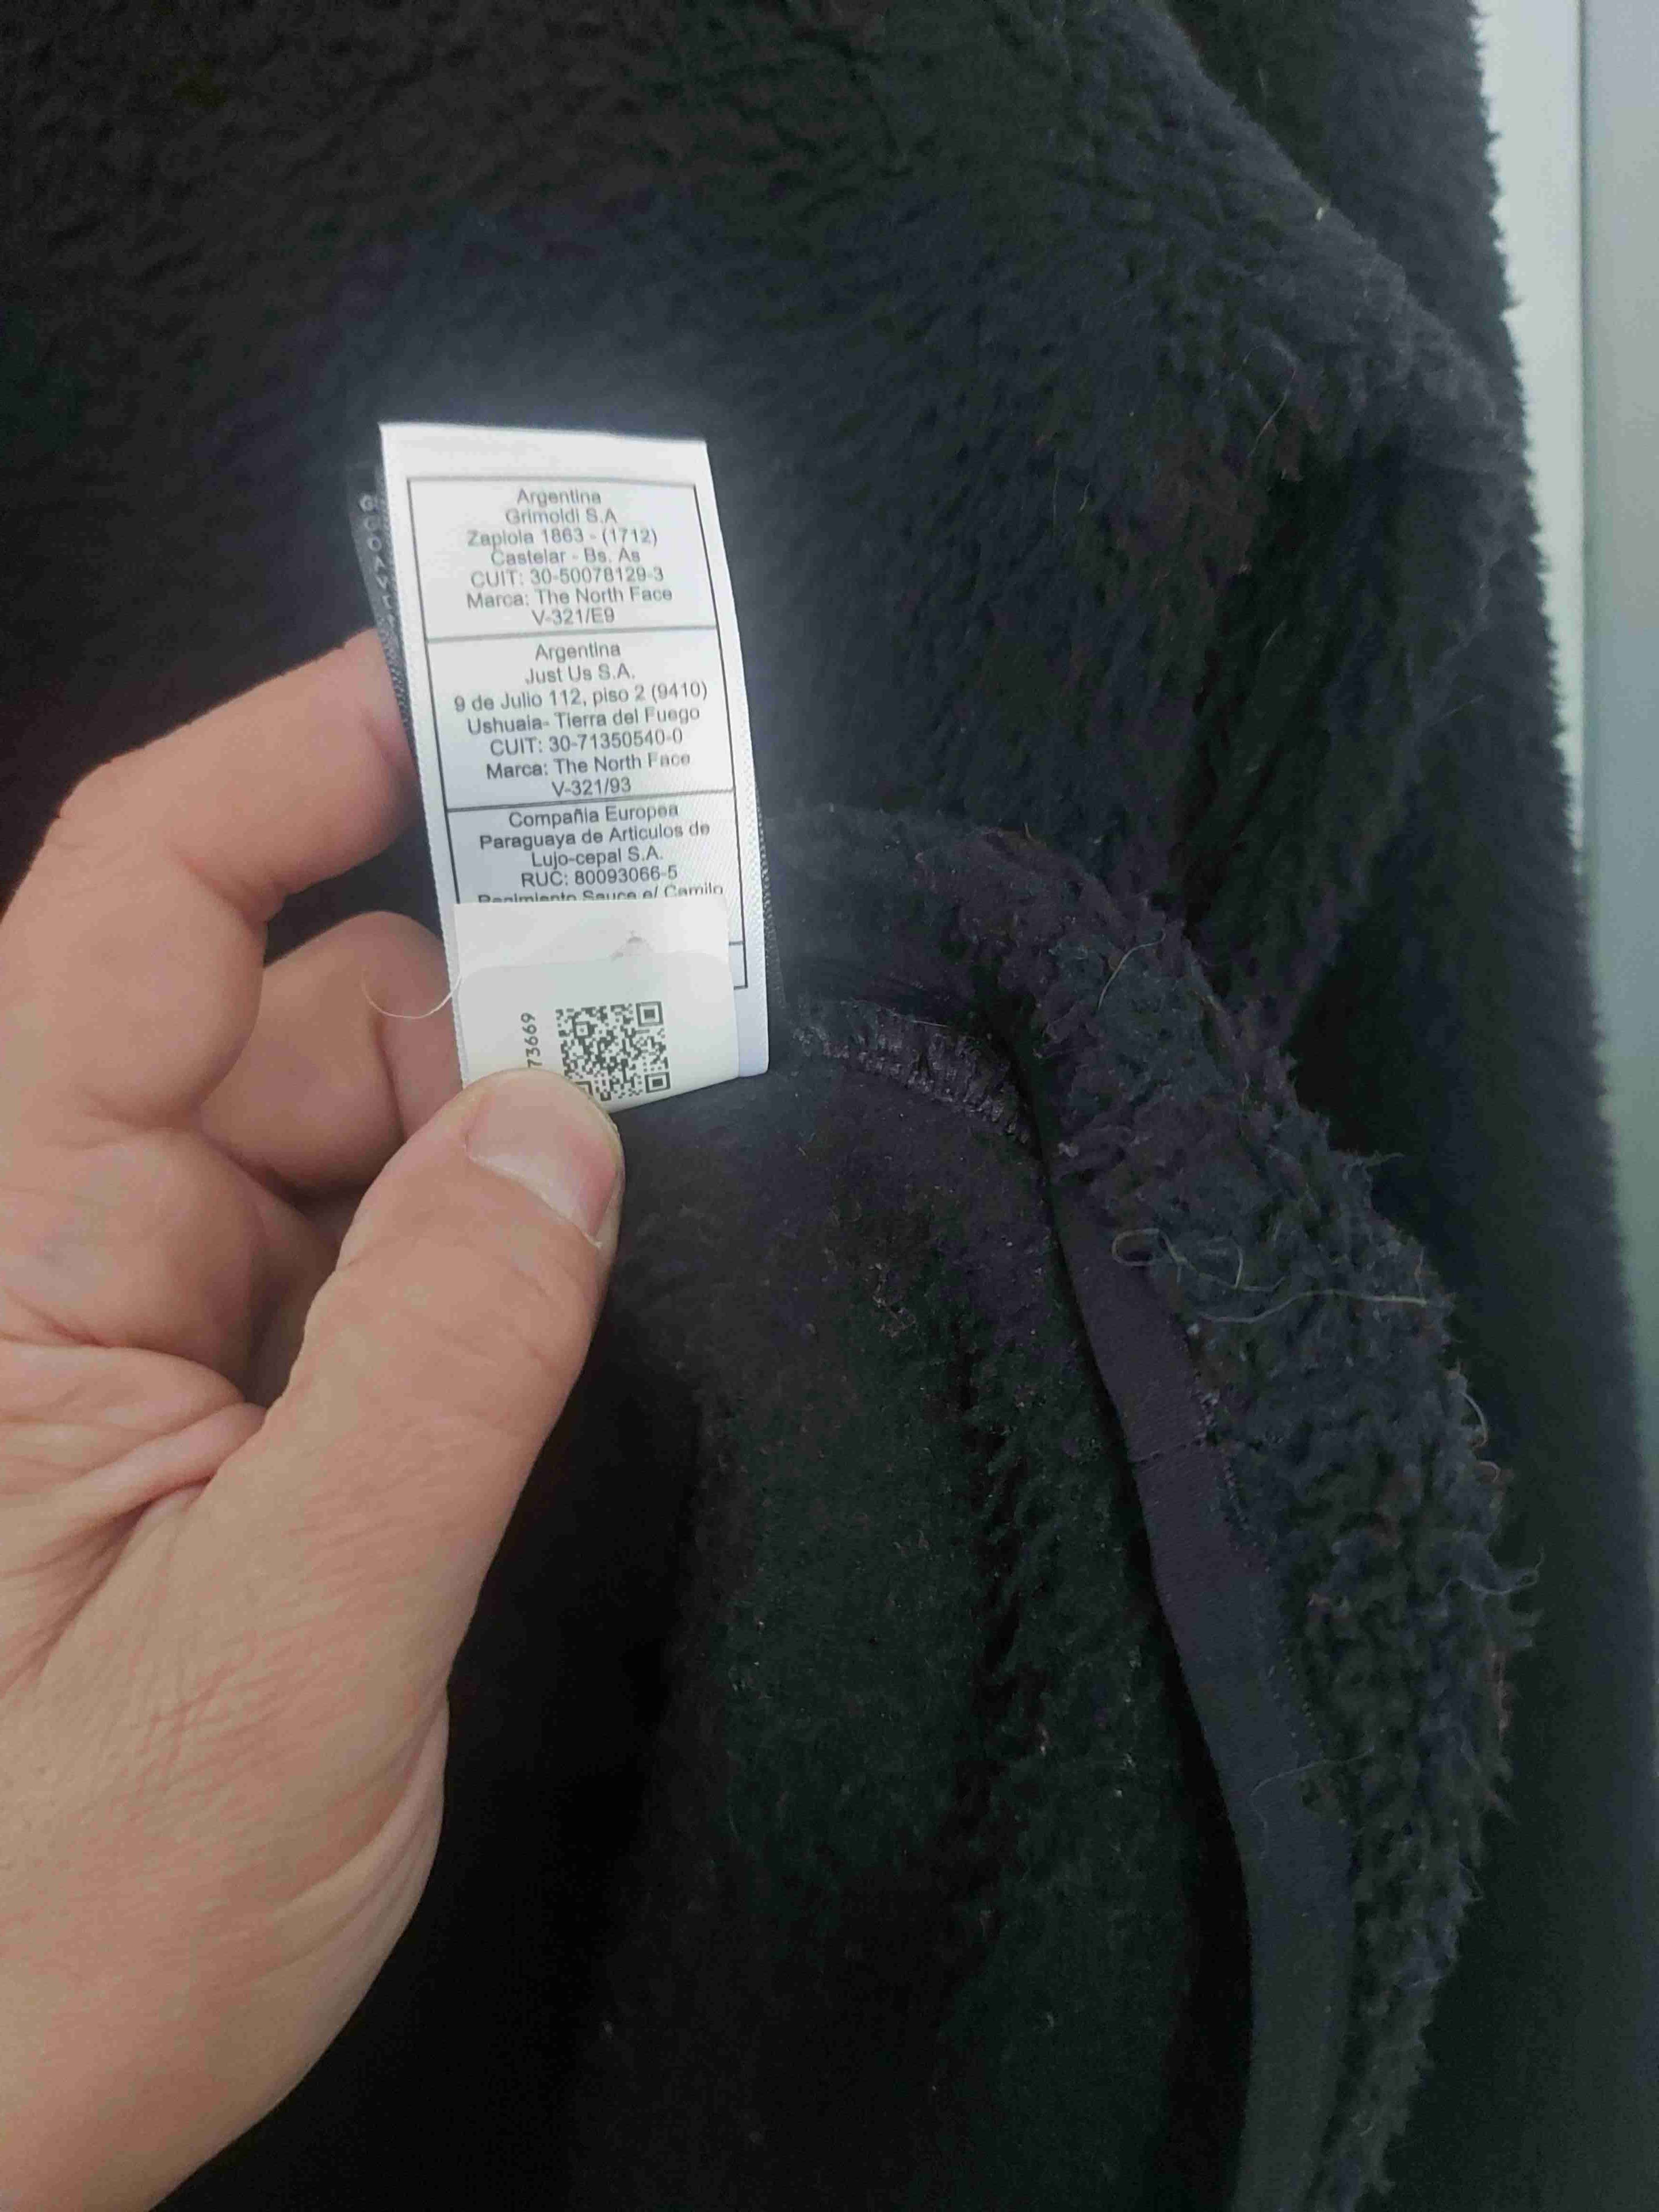 Argentina
Grimoldi S.A
Zapiola 1863 - (1712)
Castelar - Bs. As
CUIT: 30-50078129-3
Marca: The North Face
V-321/E9
Argentina
Just Us S.A.
9 de Julio 112, piso 2 (9410)
Ushuaia- Tierra del Fuego
CUIT: 30-71350540-0
Marca: The North Face
V-321/93
Compañia Europea
Paraguaya de Articulos de
Lujo-cepal S.A.
RUC: 80093066-5
Sauce e/ Camilo
73669